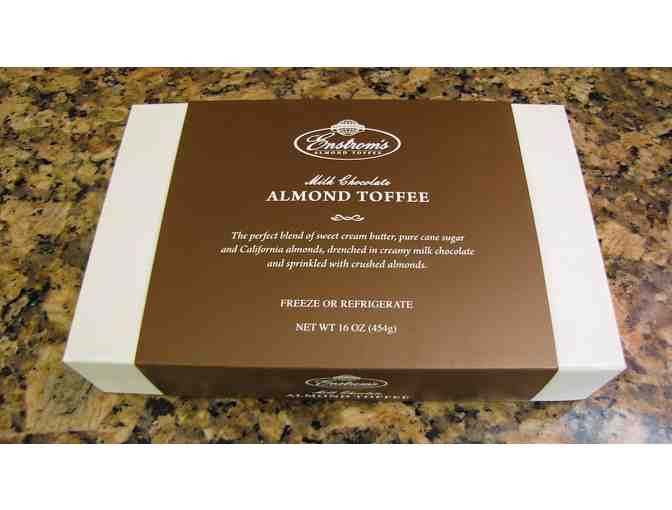 Enstrom's
ALMOND TOFFEE
Milk Chocolate
ALMOND TOFFEE
The perfect blend of sweet cream butter, pure cane sugar
and California almonds, drenched in creamy milk chocolate
and sprinkled with crushed almonds.
FREEZE OR REFRIGERATE
NET WT 16 OZ (454g)
Enstrom's
ALMOND TOFFEE